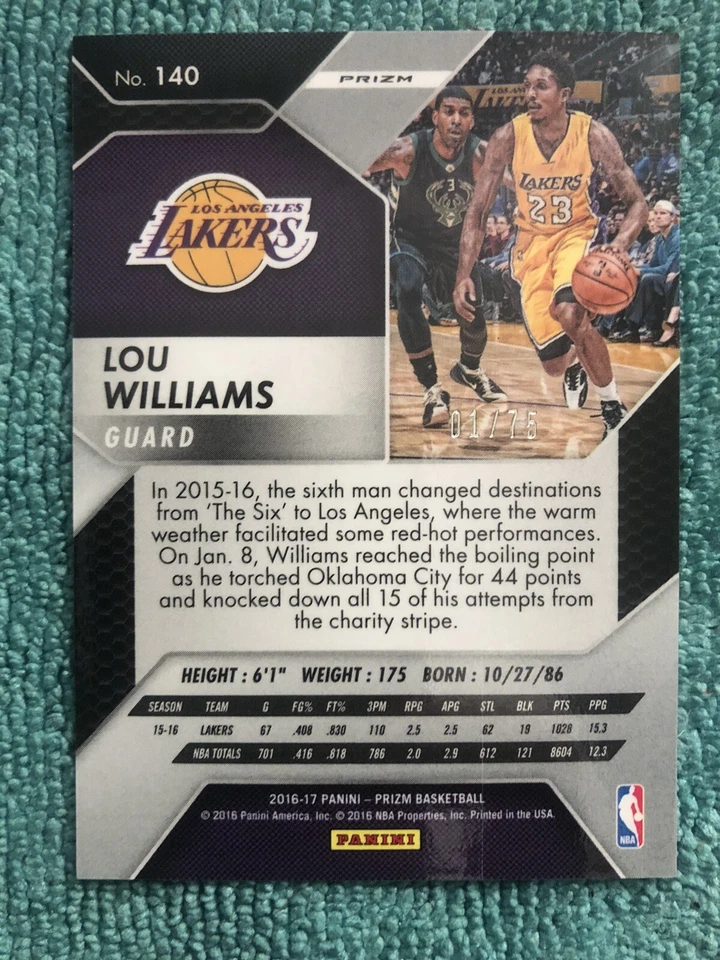 No. 140
PRIZM
LOS ANGELES
LAKERS
LAKERS
23
3
LOU
WILLIAMS
GUARD
01/75
In 2015-16, the sixth man changed destinations
from 'The Six' to Los Angeles, where the warm
weather facilitated some red-hot performances.
On Jan. 8, Williams reached the boiling point
as he torched Oklahoma City for 44 points
and knocked down all 15 of his attempts from
the charity stripe.
HEIGHT : 6'1" WEIGHT : 175 BORN : 10/27/86
SEASON TEAM G FG% FT% 3PM RPG APG STL BLK PTS PPG
15-16 LAKERS 67 .408 .830 110 2.5 2.5 62 19 1028 15.3
NBA TOTALS 701 .416 .818 786 2.0 2.9 612 121 8604 12.3
2016-17 PANINI – PRIZM BASKETBALL
© 2016 Panini America, Inc. © 2016 NBA Properties, Inc. Printed in the USA.
PANINI
NBA